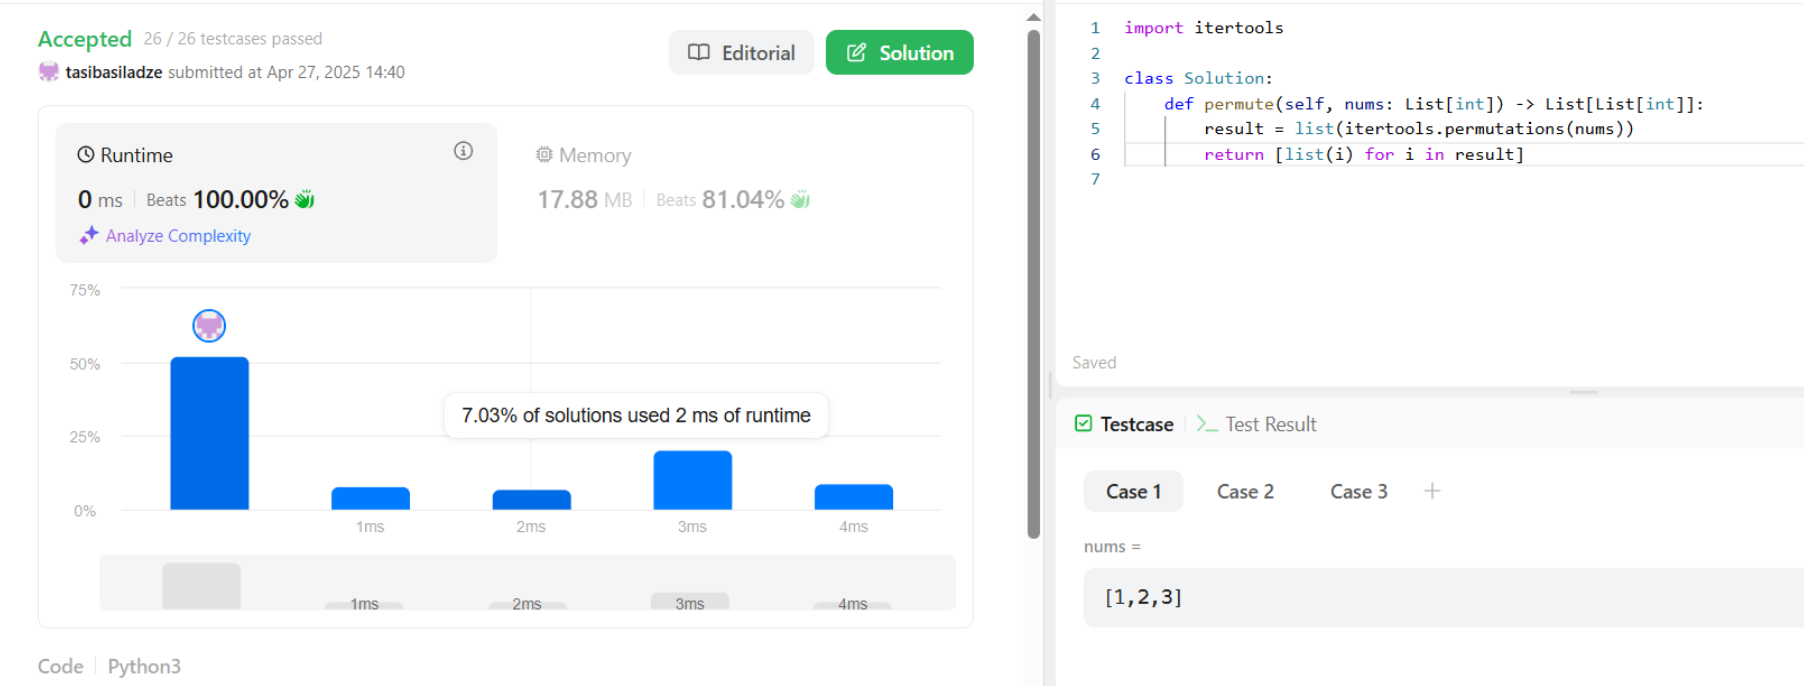 Accepted 26 / 26 testcases passed
tasibasiladze submitted at Apr 27, 2025 14:40
Editorial
Solution
Runtime
0 ms Beats 100.00%
Analyze Complexity
Memory
17.88 MB Beats 81.04%
75%
50%
25%
0%
7.03% of solutions used 2 ms of runtime
1ms 2ms 3ms 4ms
1ms 2ms 3ms 4ms
Code Python3
1 import itertools
2
3 class Solution:
4     def permute(self, nums: List[int]) -> List[List[int]]:
5         result = list(itertools.permutations(nums))
6         return [list(i) for i in result]
7
Saved
Testcase >_ Test Result
Case 1 Case 2 Case 3 +
nums =
[1,2,3]